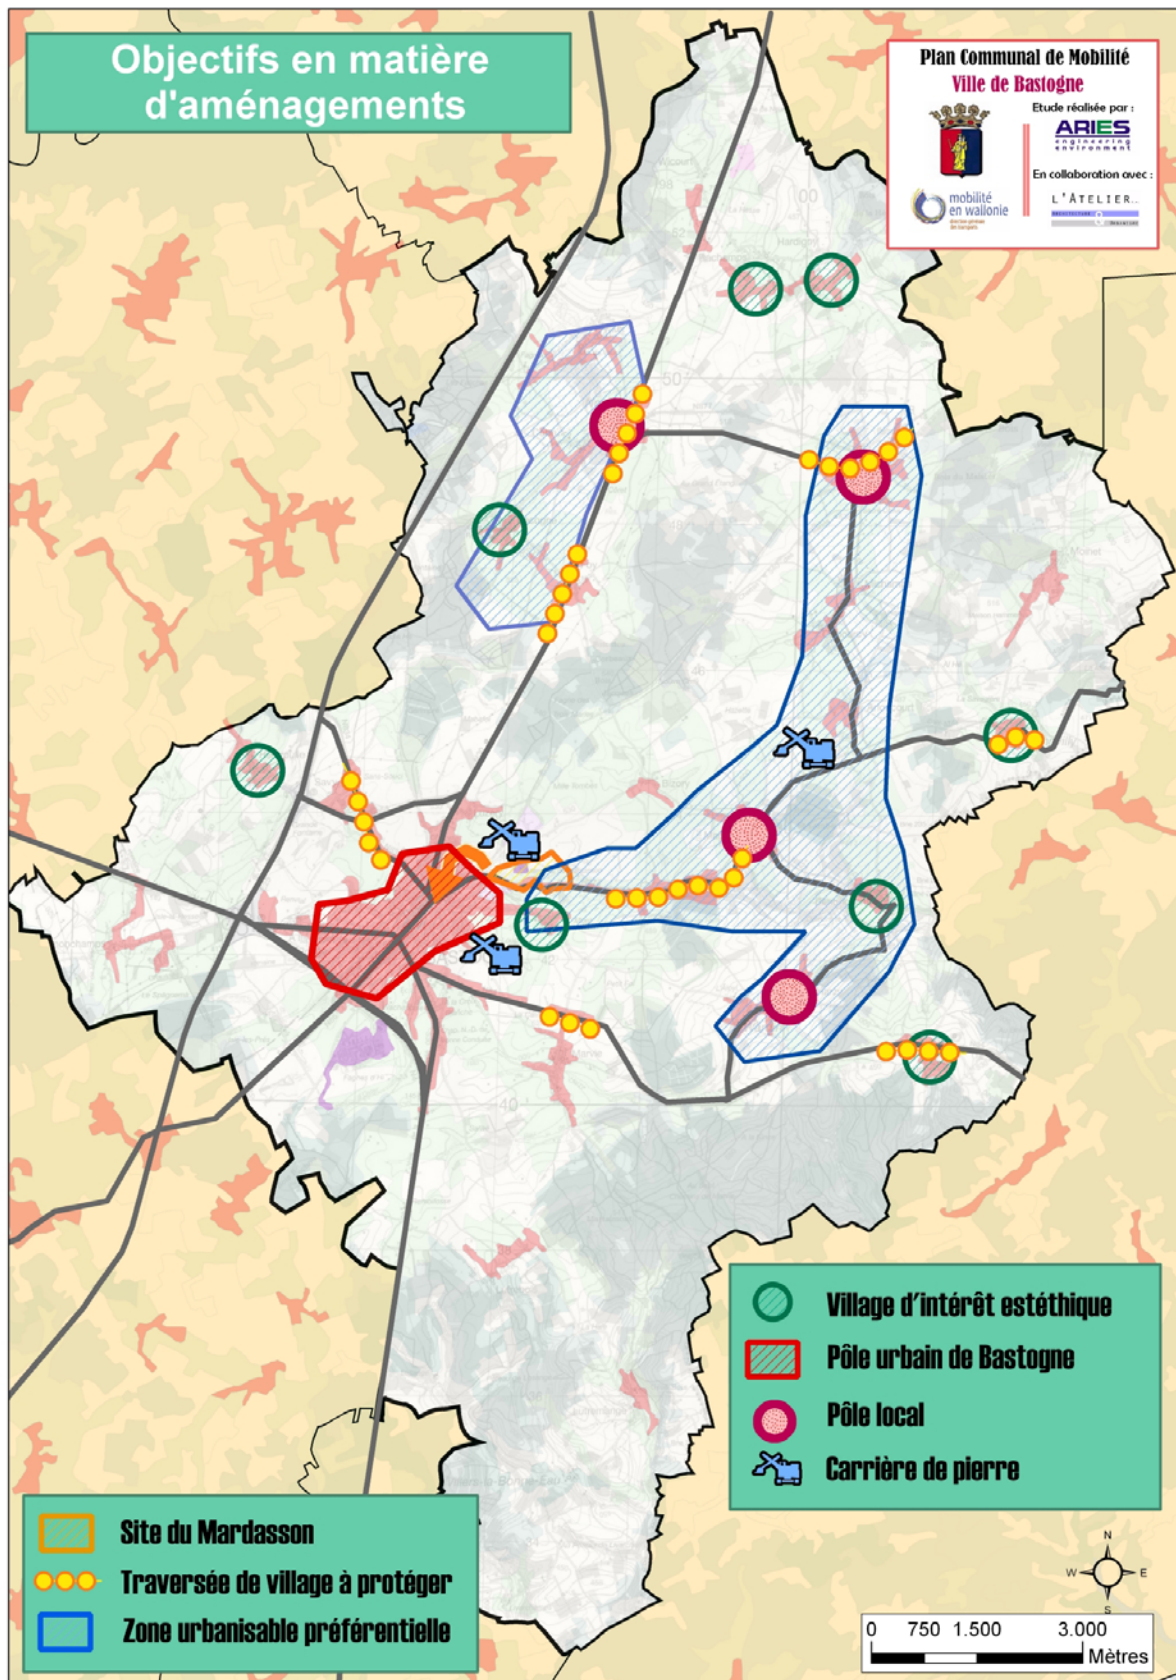 Objectifs en matière
d'aménagements
Plan Communal de Mobilité
Ville de Bastogne
Etude réalisée par :
ARIES
engineering
environment
En collaboration avec :
mobilité
en wallonie
L'ATELIER
Village d'intérêt estéthique
Pôle urbain de Bastogne
Pôle local
Carrière de pierre
Site du Mardasson
Traversée de village à protéger
Zone urbanisable préférentielle
N
W E
S
0 750 1.500 3.000
Mètres